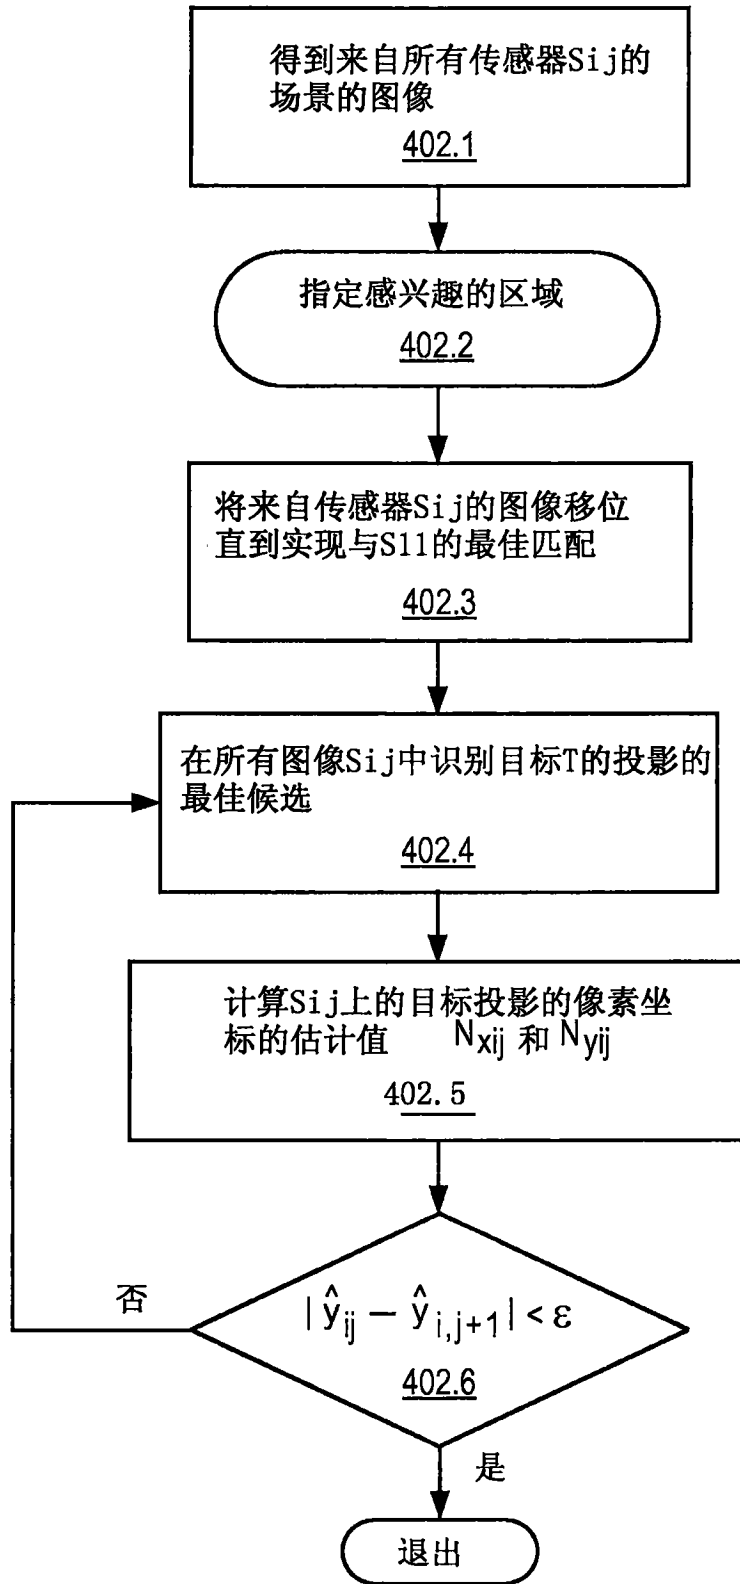 得到来自所有传感器Sij的
场景的图像
402.1
指定感兴趣的区域
402.2
将来自传感器Sij的图像移位
直到实现与S11的最佳匹配
402.3
在所有图像Sij中识别目标T的投影的
最佳候选
402.4
计算Sij上的目标投影的像素坐
标的估计值 Nxij 和 Nyij
402.5
否
|ŷij − ŷi,j+1| < ε
402.6
是
退出